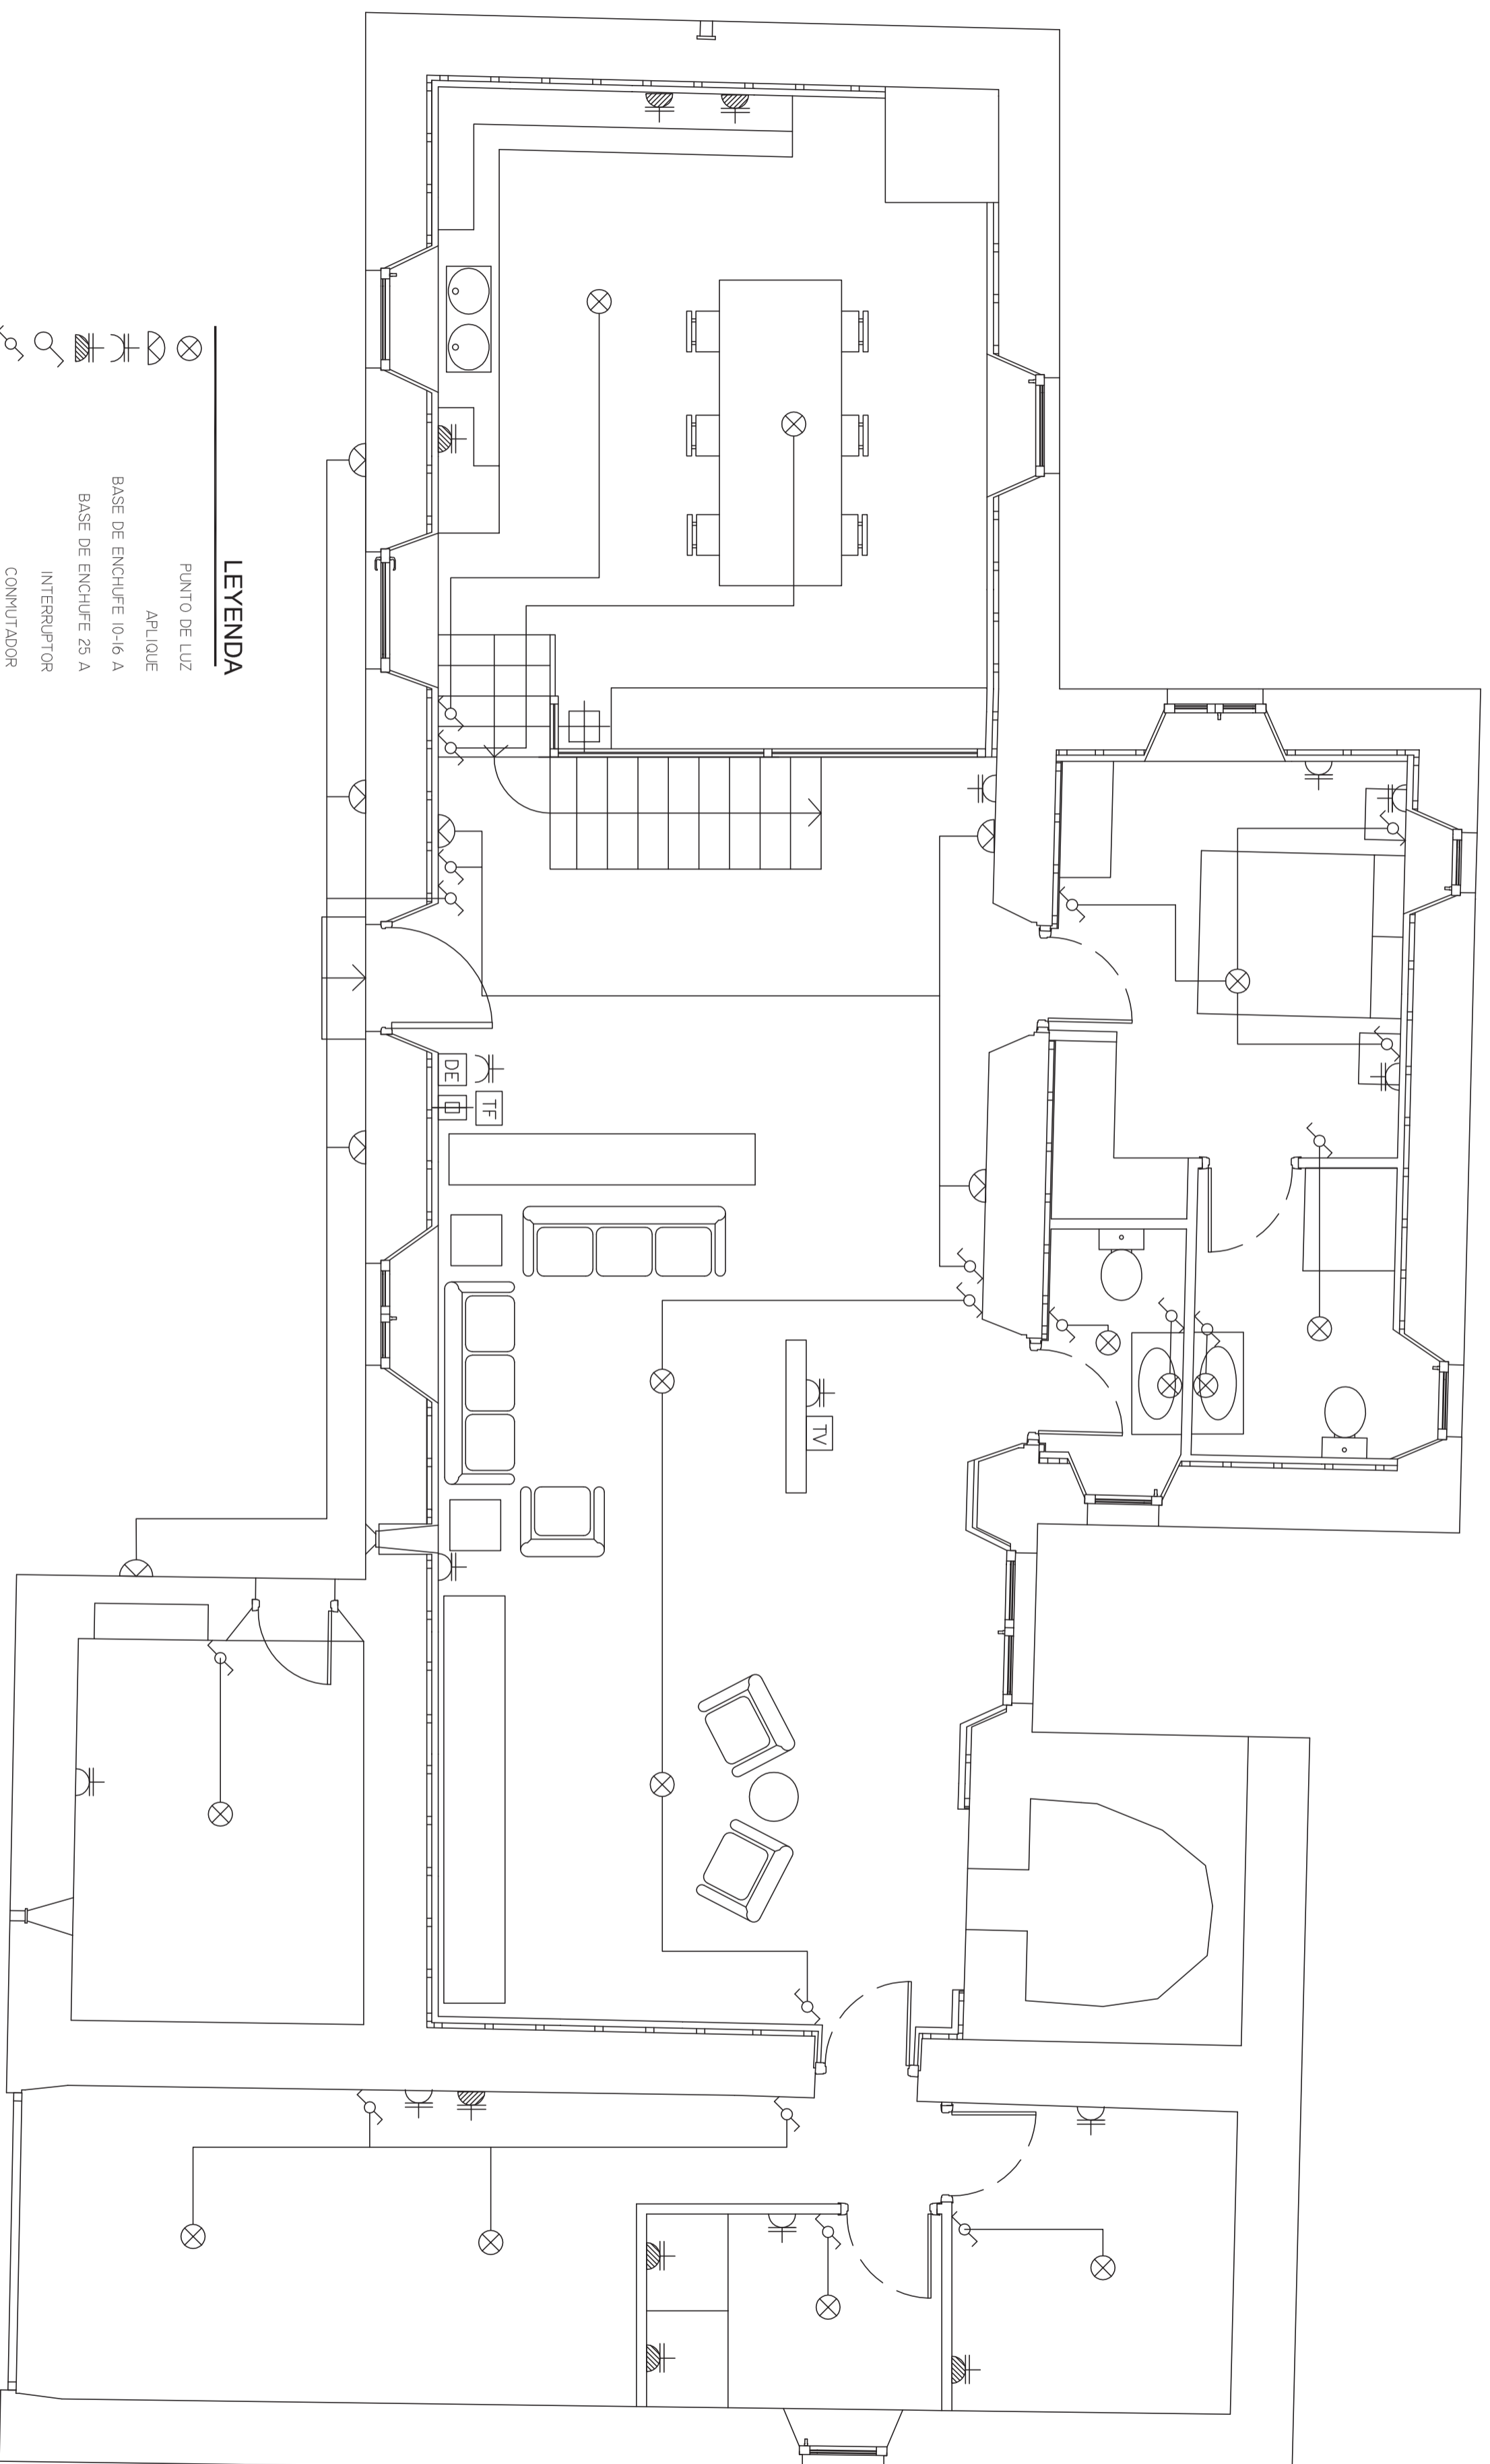 LEYENDA
PUNTO DE LUZ
APLIQUE
BASE DE ENCHUFE 10-16 A
BASE DE ENCHUFE 25 A
INTERRUPTOR
CONMUTADOR
DE
TF
TV